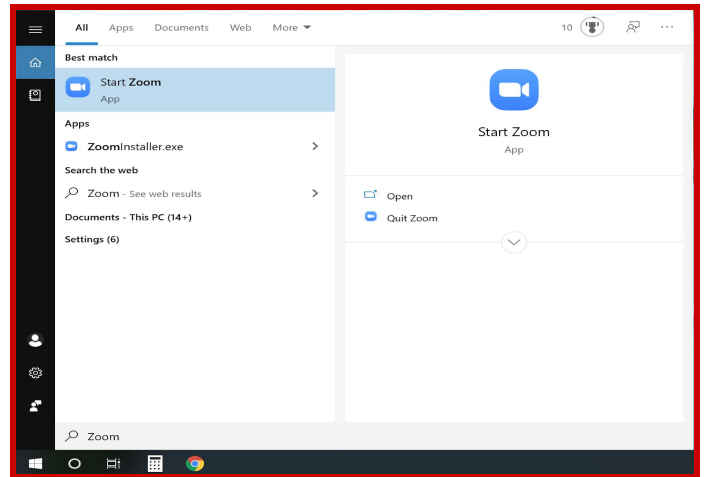 All Apps Documents Web More
10
Best match
Start Zoom
App
Apps
ZoomInstaller.exe
Search the web
Zoom - See web results
Documents - This PC (14+)
Settings (6)
Start Zoom
App
Open
Quit Zoom
Zoom